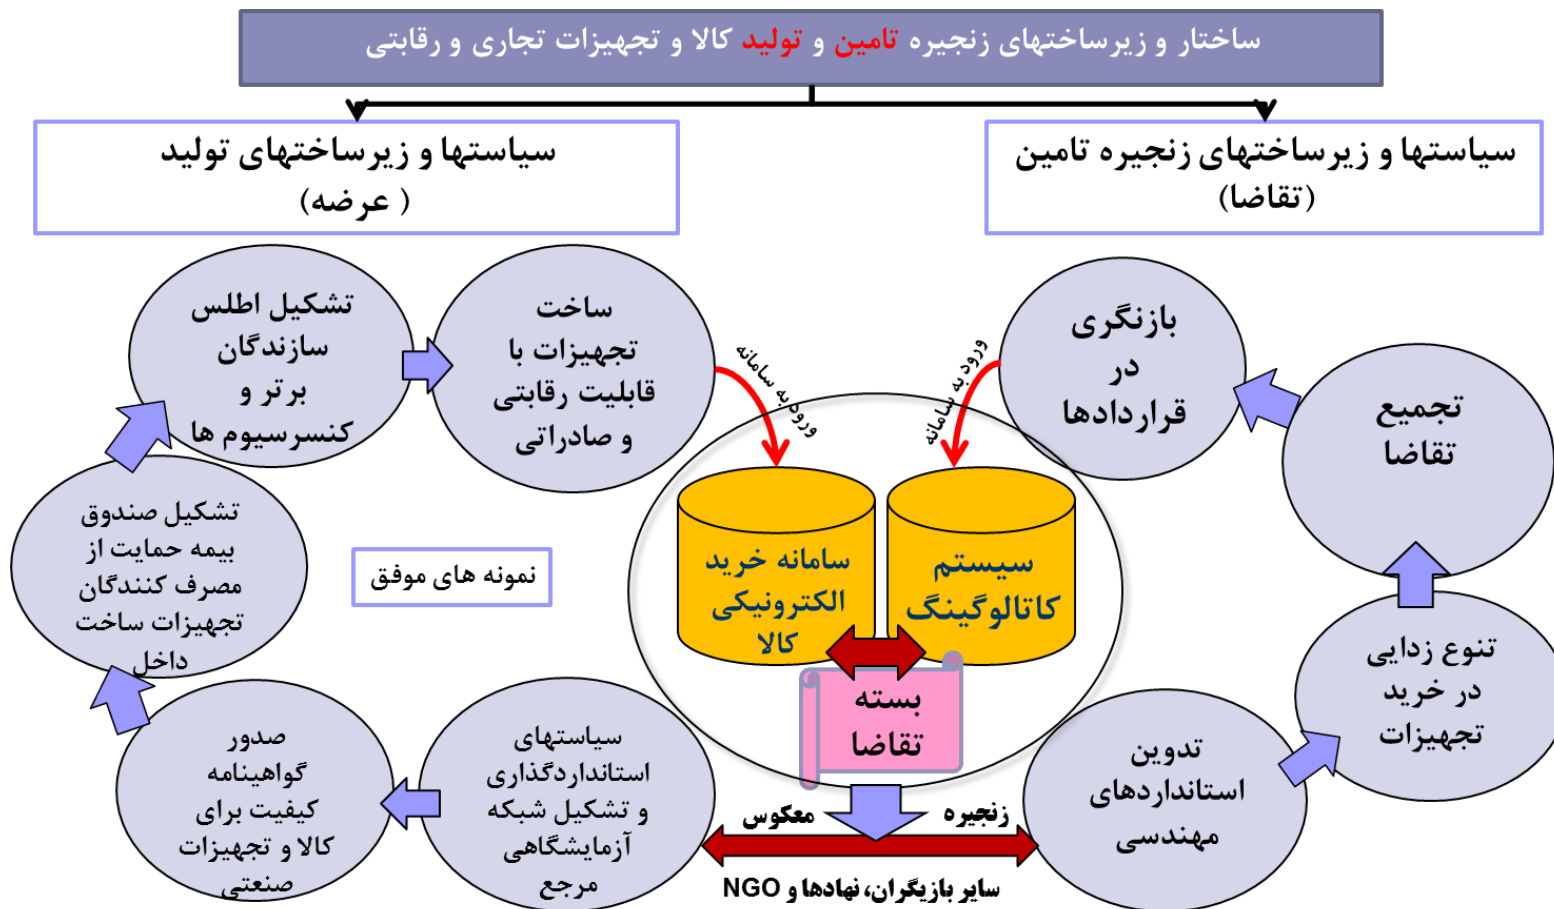 ساختار و زیرساختهای زنجیره تامین و تولید کالا و تجهیزات تجاری و رقابتی
سیاستها و زیرساختهای زنجیره تامین
(تقاضا)
سیاستها و زیرساختهای تولید
( عرضه)
بازنگری
در
قراردادها
تجمیع
تقاضا
تنوع زدایی
در خرید
تجهیزات
تدوین
استانداردهای
مهندسی
ورود به سامانه
ورود به سامانه
سیستم
کاتالوگینگ
سامانه خرید
الکترونیکی
کالا
بسته
تقاضا
زنجیره
معکوس
سایر بازیگران، نهادها و NGO
ساخت
تجهیزات با
قابلیت رقابتی
و صادراتی
تشکیل اطلس
سازندگان
برتر و
کنسرسیوم ها
تشکیل صندوق
بیمه حمایت از
مصرف کنندگان
تجهیزات ساخت
داخل
نمونه های موفق
صدور
گواهینامه
کیفیت برای
کالا و تجهیزات
صنعتی
سیاستهای
استانداردگذاری
و تشکیل شبکه
آزمایشگاهی
مرجع